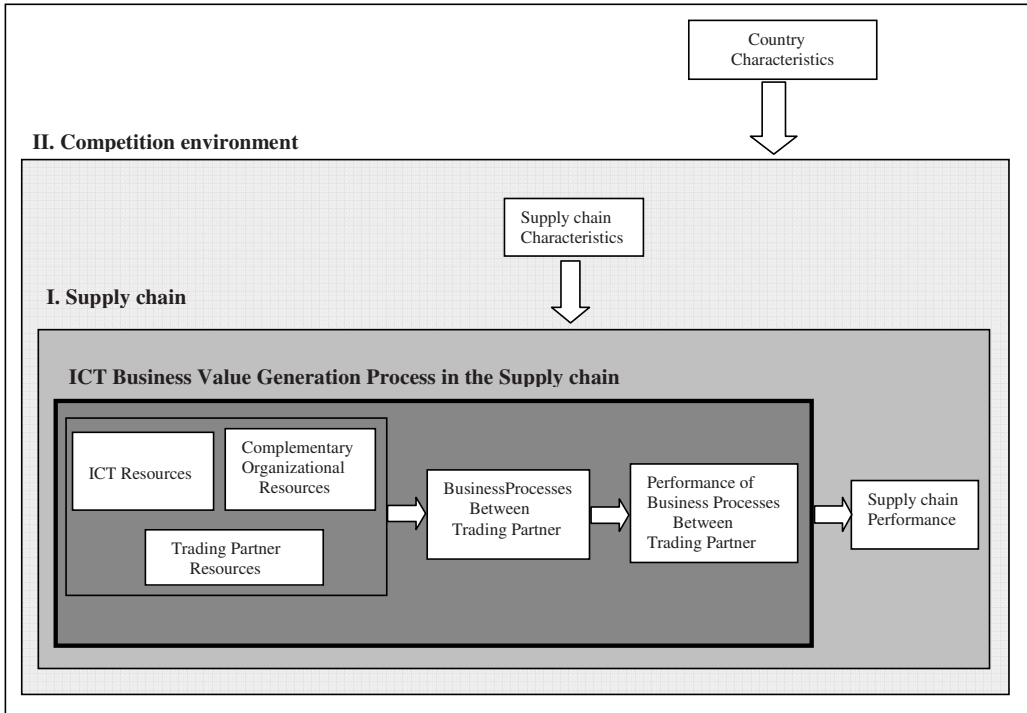 Country
Characteristics
II. Competition environment
Supply chain
Characteristics
I. Supply chain
ICT Business Value Generation Process in the Supply chain
ICT Resources
Complementary
Organizational
Resources
Trading Partner
Resources
BusinessProcesses
Between
Trading Partner
Performance of
Business Processes
Between
Trading Partner
Supply chain
Performance